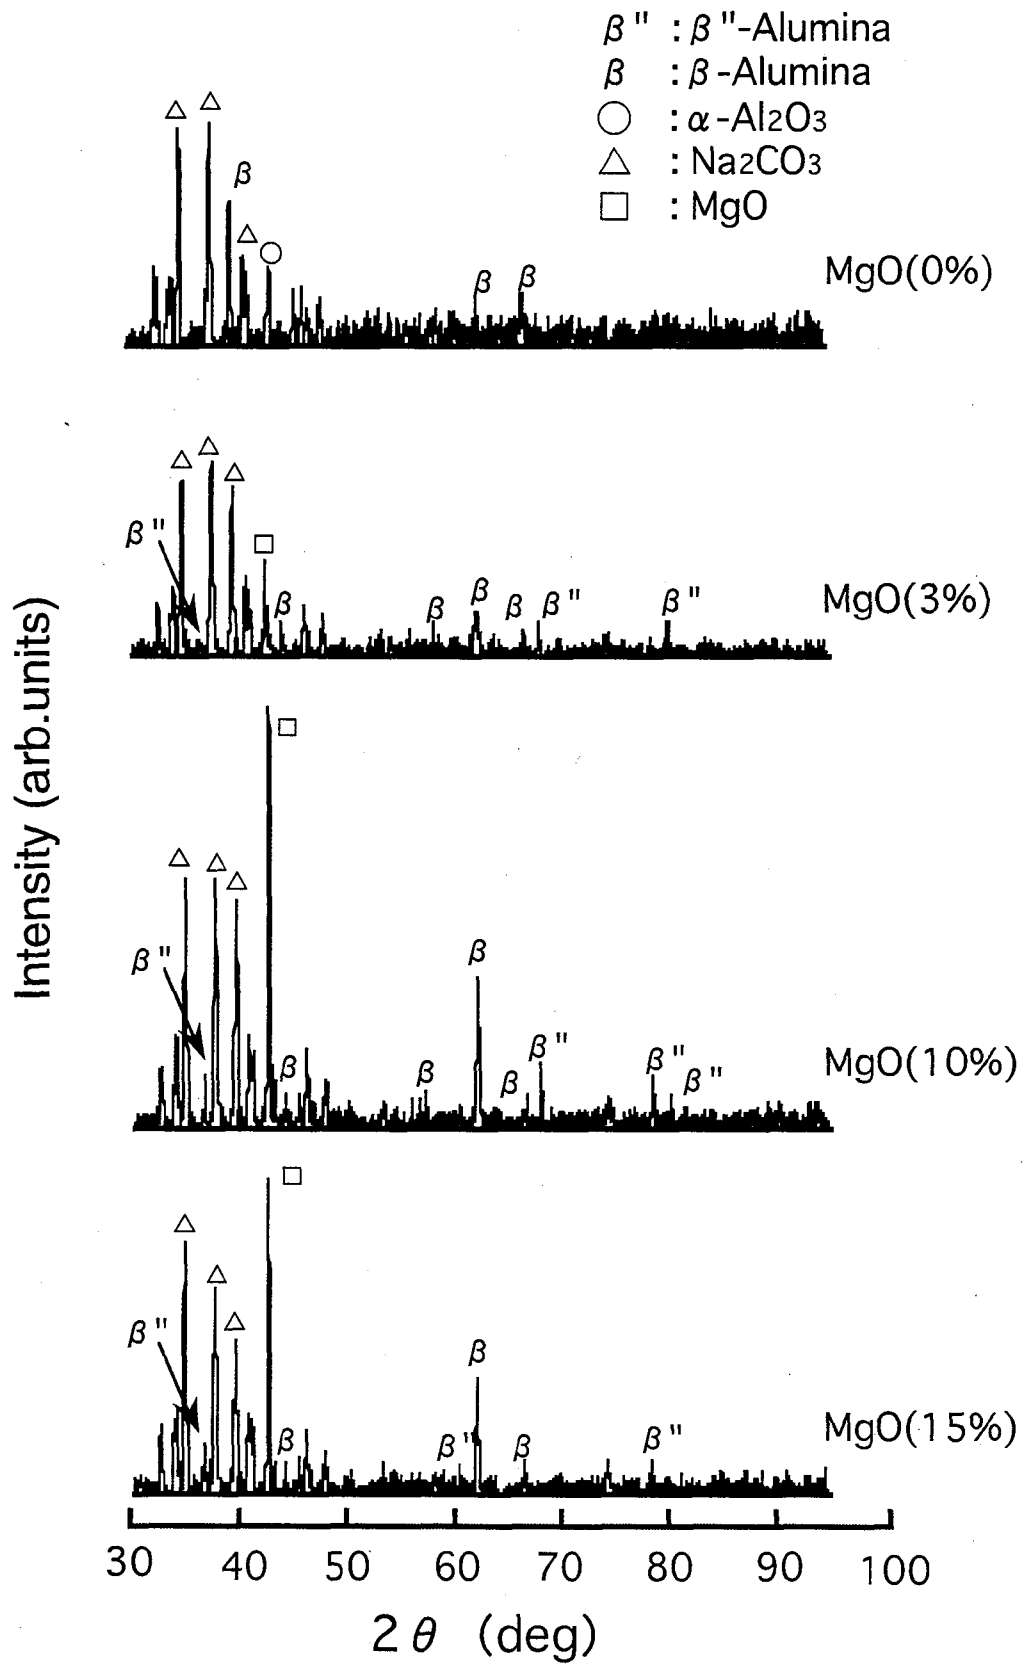 β" : β"-Alumina
β : β-Alumina
○ : α-Al2O3
△ : Na2CO3
□ : MgO
△ △
β
△ ○
β β
MgO(0%)
△ △ △
β"
□
β β β β β" β"
MgO(3%)
□
△ △ △
β"
β
β β β β" β" β"
MgO(10%)
□
△
△
△
β"
β
β β" β β"
MgO(15%)
Intensity (arb.units)
30 40 50 60 70 80 90 100
2θ (deg)